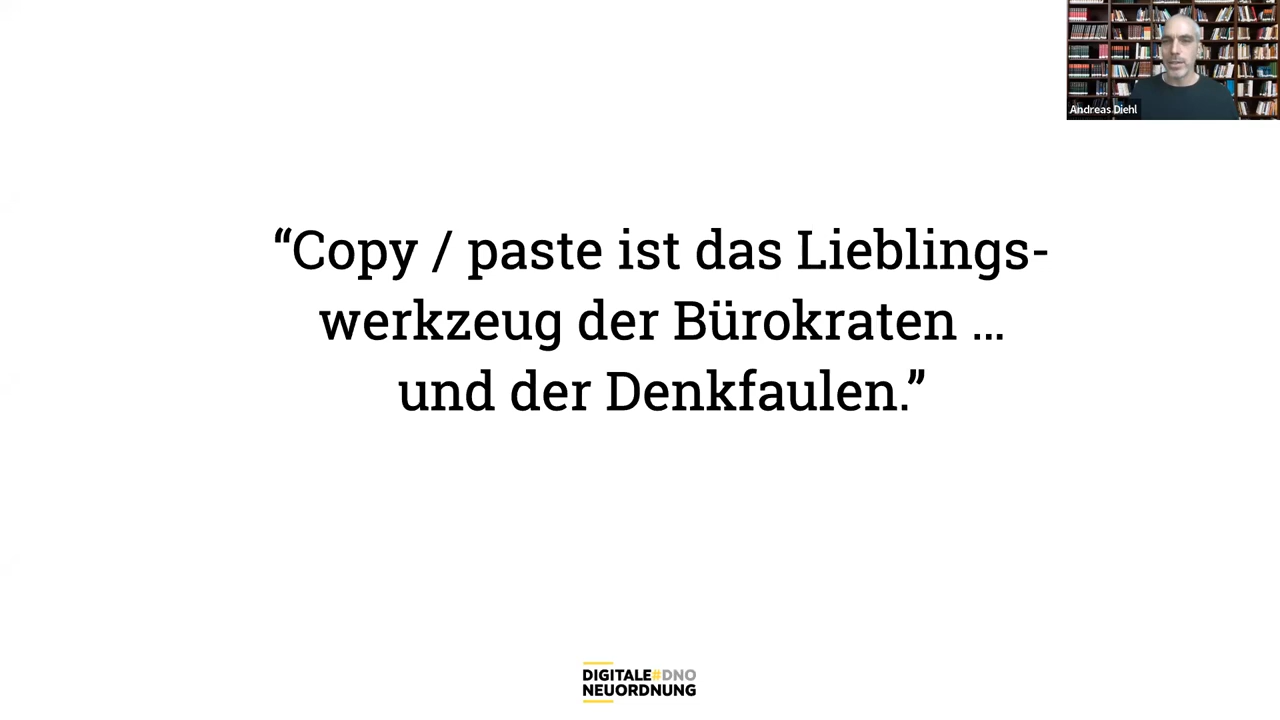 Andreas Diehl
“Copy / paste ist das Lieblings-
werkzeug der Bürokraten ...
und der Denkfaulen.”
DIGITALE#DNO
NEUORDNUNG